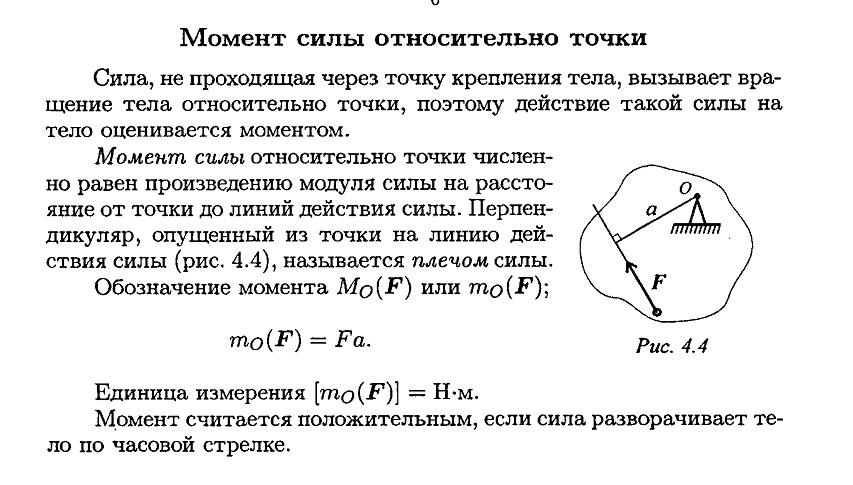 Момент силы относительно точки
Сила, не проходящая через точку крепления тела, вызывает вра-
щение тела относительно точки, поэтому действие такой силы на
тело оценивается моментом.
Момент силы относительно точки числен-
но равен произведению модуля силы на рассто-
яние от точки до линий действия силы. Перпен-
дикуляр, опущенный из точки на линию дей-
ствия силы (рис. 4.4), называется плечом силы.
Обозначение момента M_O(F) или m_O(F);
m_O(F) = Fa.
O
a
F
Рис. 4.4
Единица измерения [m_O(F)] = Н·м.
Момент считается положительным, если сила разворачивает те-
ло по часовой стрелке.